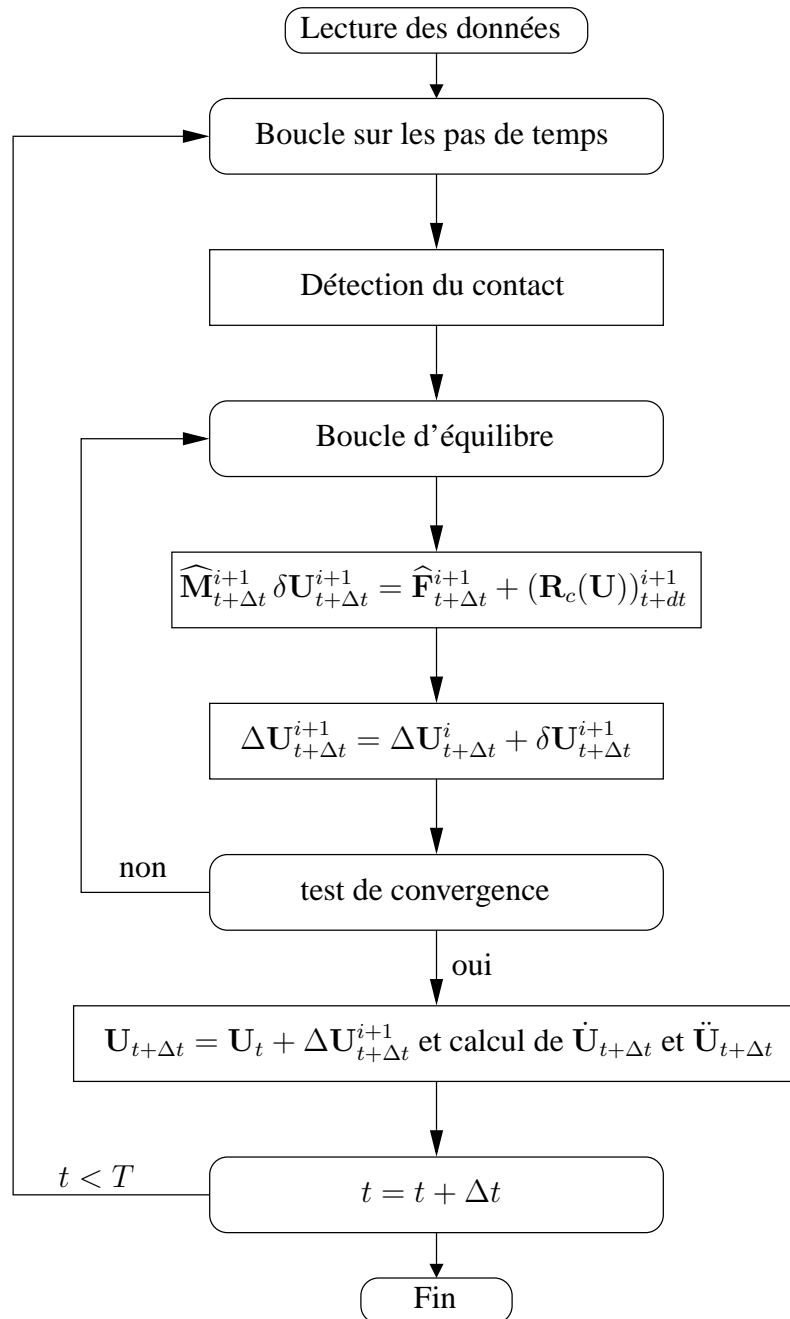 Lecture des données
Boucle sur les pas de temps
Détection du contact
Boucle d'équilibre
$\widehat{\mathbf{M}}_{t+\Delta t}^{i+1} \, \delta \mathbf{U}_{t+\Delta t}^{i+1} = \widehat{\mathbf{F}}_{t+\Delta t}^{i+1} + (\mathbf{R}_c(\mathbf{U}))_{t+dt}^{i+1}$
$\Delta \mathbf{U}_{t+\Delta t}^{i+1} = \Delta \mathbf{U}_{t+\Delta t}^{i} + \delta \mathbf{U}_{t+\Delta t}^{i+1}$
non
test de convergence
oui
$\mathbf{U}_{t+\Delta t} = \mathbf{U}_t + \Delta \mathbf{U}_{t+\Delta t}^{i+1}$ et calcul de $\dot{\mathbf{U}}_{t+\Delta t}$ et $\ddot{\mathbf{U}}_{t+\Delta t}$
$t < T$
$t = t + \Delta t$
Fin